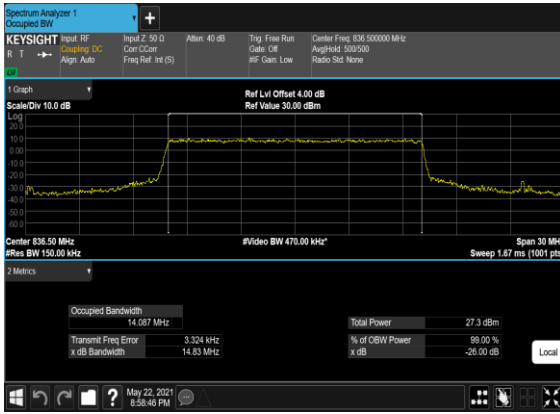 Spectrum Analyzer 1
Occupied BW
+
KEYSIGHT Input: RF Input Z: 50 Ω Atten: 40 dB Trig: Free Run Center Freq: 836.500000 MHz
R T Coupling: DC Corr CCorr Gate: Off Avg|Hold: 500/500
Align: Auto Freq Ref: Int (S) #IF Gain: Low Radio Std: None
LW
1 Graph
Ref Lvl Offset 4.00 dB
Scale/Div 10.0 dB Ref Value 30.00 dBm
Log
20.0
10.0
0.00
-10.0
-20.0
-30.0
-40.0
-50.0
-60.0
Center 836.50 MHz #Video BW 470.00 kHz* Span 30 MH
#Res BW 150.00 kHz Sweep 1.67 ms (1001 pts
2 Metrics
Occupied Bandwidth
14.087 MHz Total Power 27.3 dBm
Transmit Freq Error 3.324 kHz % of OBW Power 99.00 %
x dB Bandwidth 14.83 MHz x dB -26.00 dB
Local
? May 22, 2021
8:58:46 PM